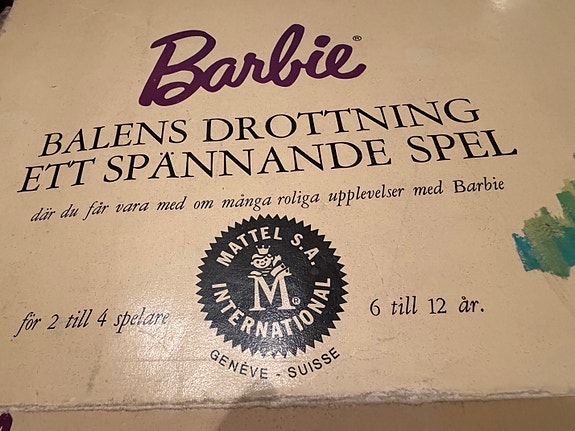 Barbie®
BALENS DROTTNING
ETT SPÄNNANDE SPEL
där du får vara med om många roliga upplevelser med Barbie
MATTEL S.A.
M®
INTERNATIONAL
för 2 till 4 spelare
6 till 12 år.
GENÈVE - SUISSE